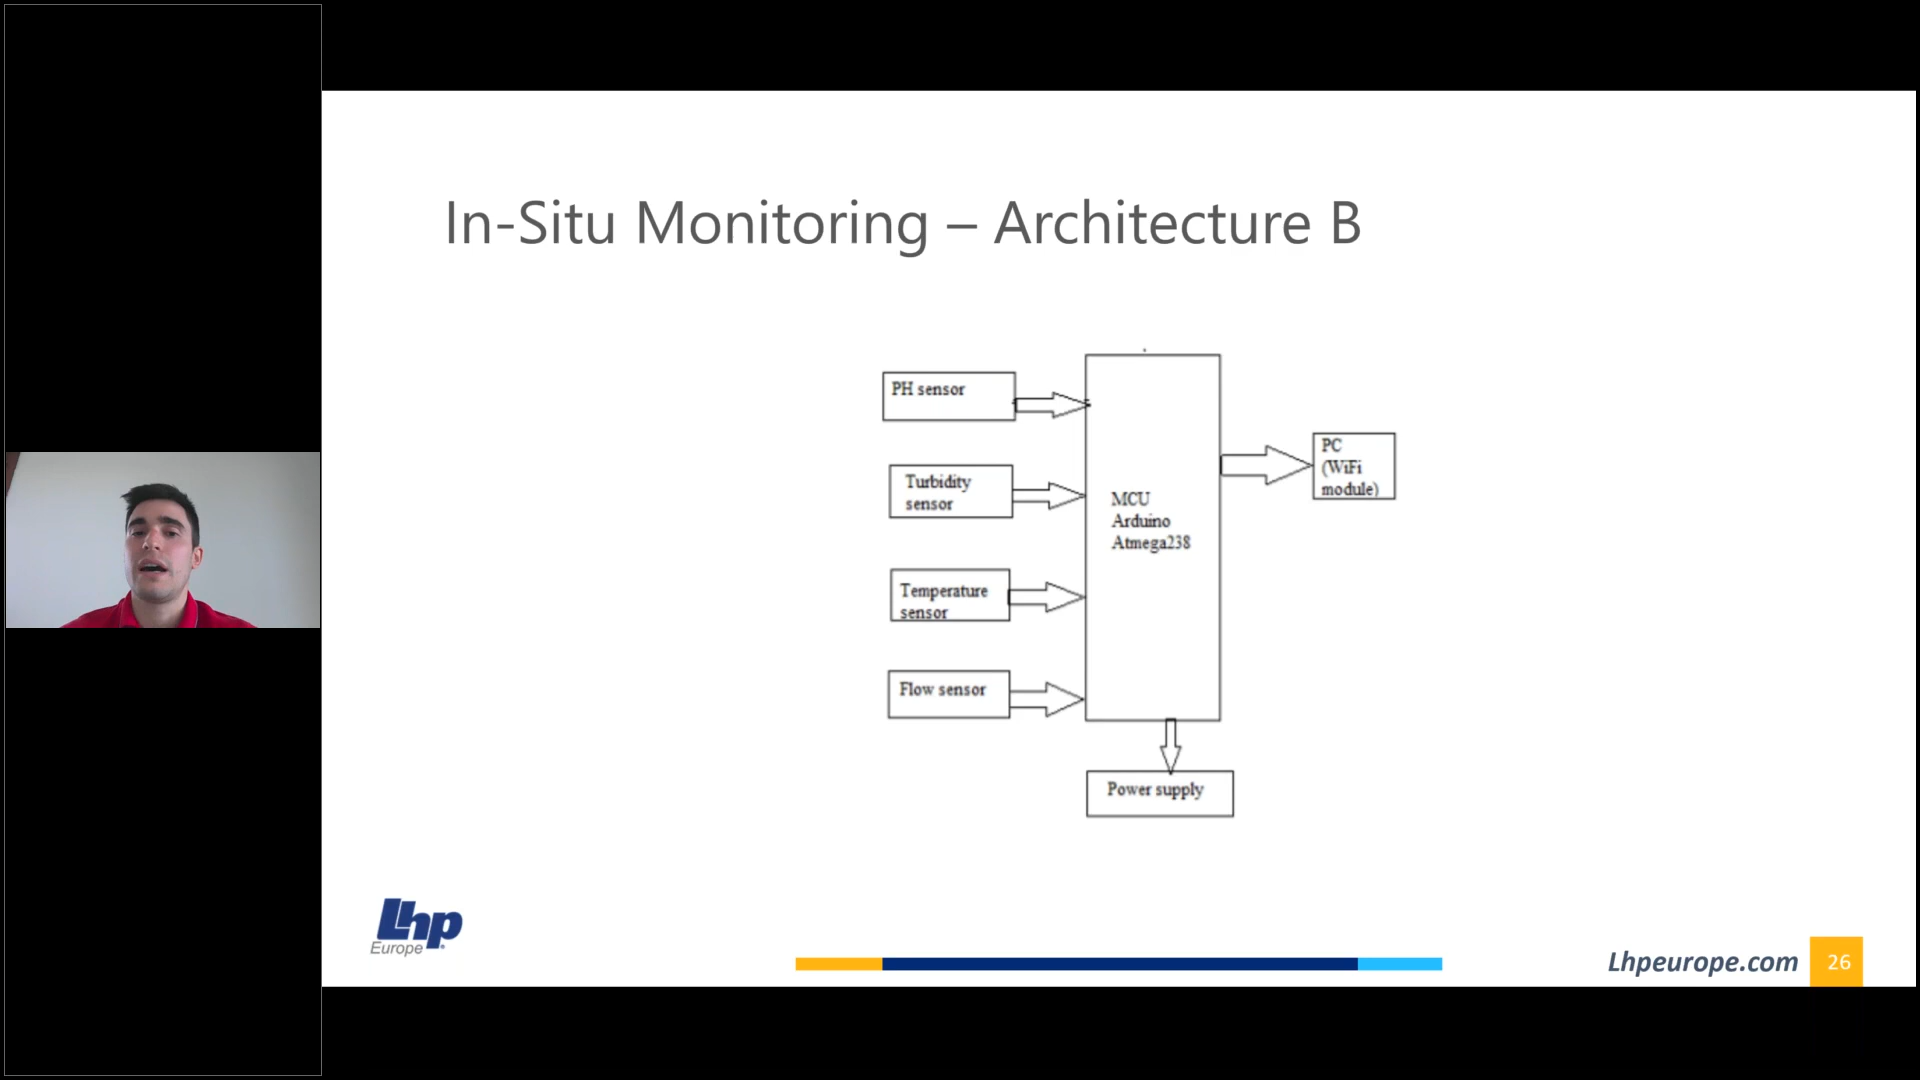 In-Situ Monitoring – Architecture B
PH sensor
Turbidity
sensor
Temperature
sensor
Flow sensor
MCU
Arduino
Atmega238
PC
(WiFi
module)
Power supply
Lhp
Europe
Lhpeurope.com
26